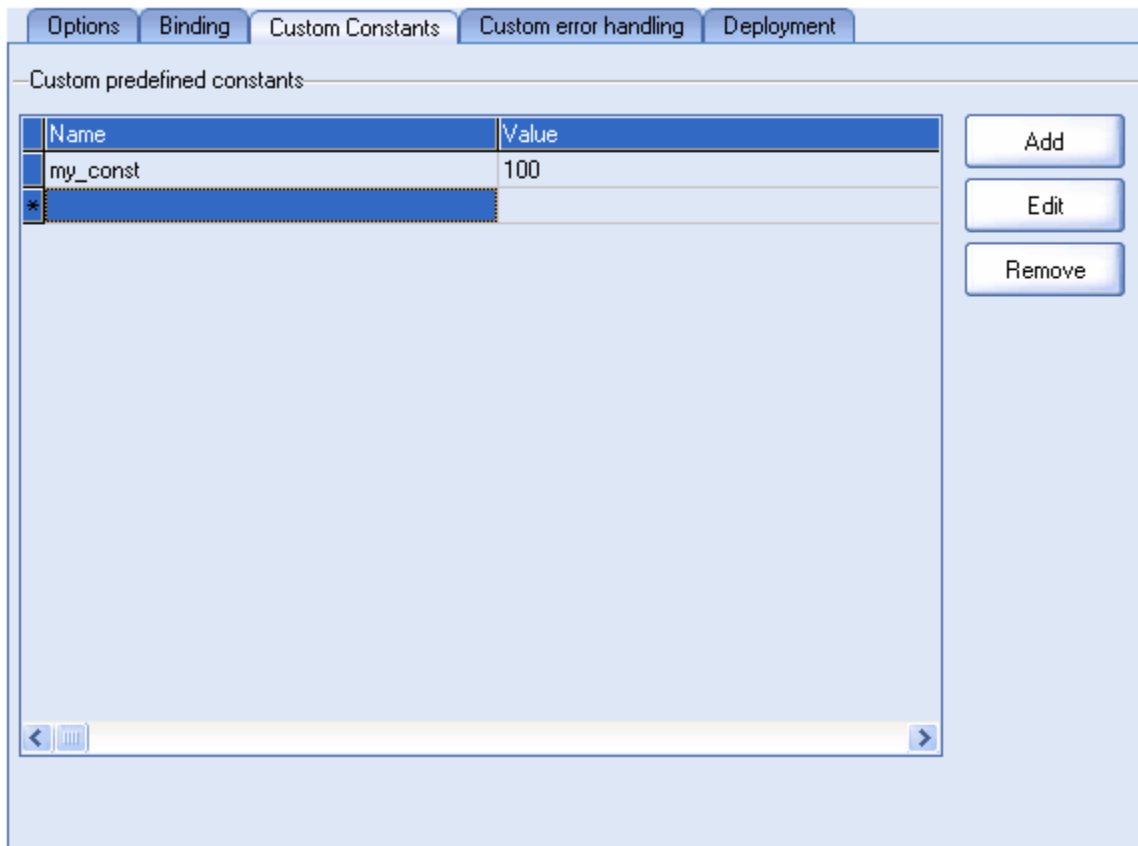 Options Binding Custom Constants Custom error handling Deployment
Custom predefined constants
Name Value Add
my_const 100
* Edit
Remove